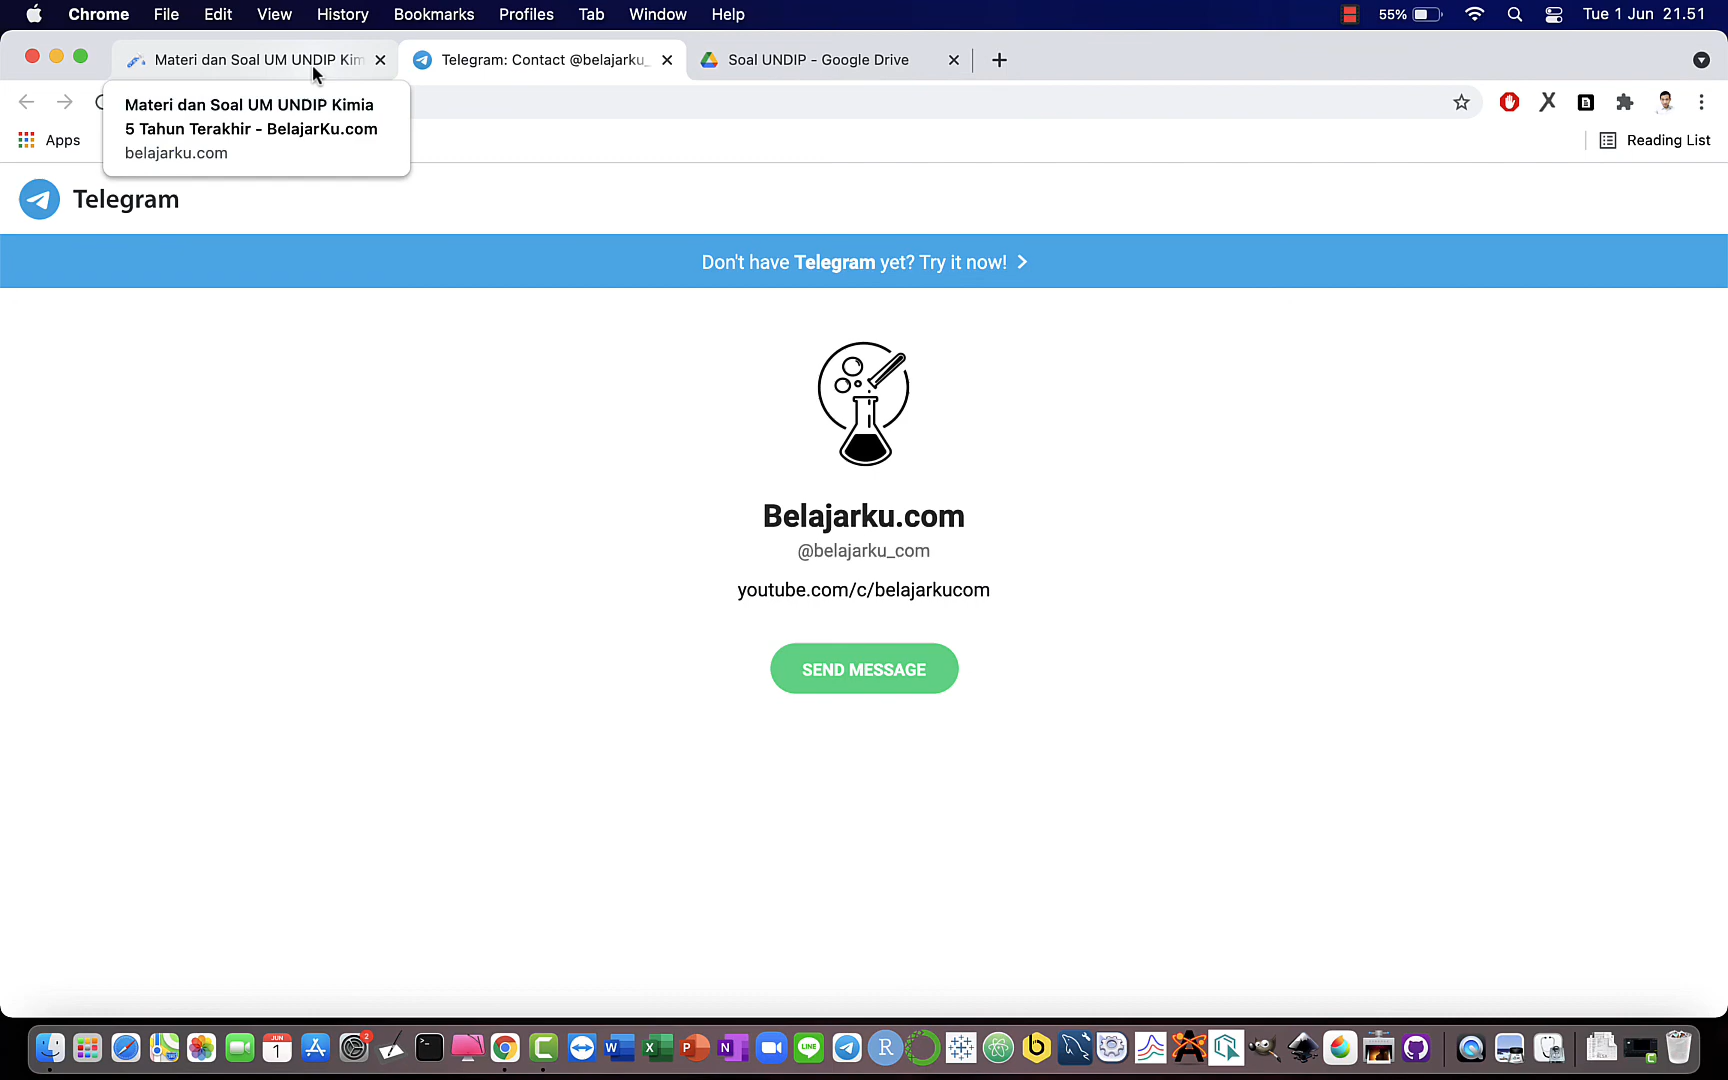 Chrome File Edit View History Bookmarks Profiles Tab Window Help 55% Tue 1 Jun 21.51
Materi dan Soal UM UNDIP Kim Telegram: Contact @belajarku_ Soal UNDIP - Google Drive
Materi dan Soal UM UNDIP Kimia
5 Tahun Terakhir - BelajarKu.com
belajarku.com
Apps Reading List
Telegram
Don't have Telegram yet? Try it now!
Belajarku.com
@belajarku_com
youtube.com/c/belajarkucom
SEND MESSAGE